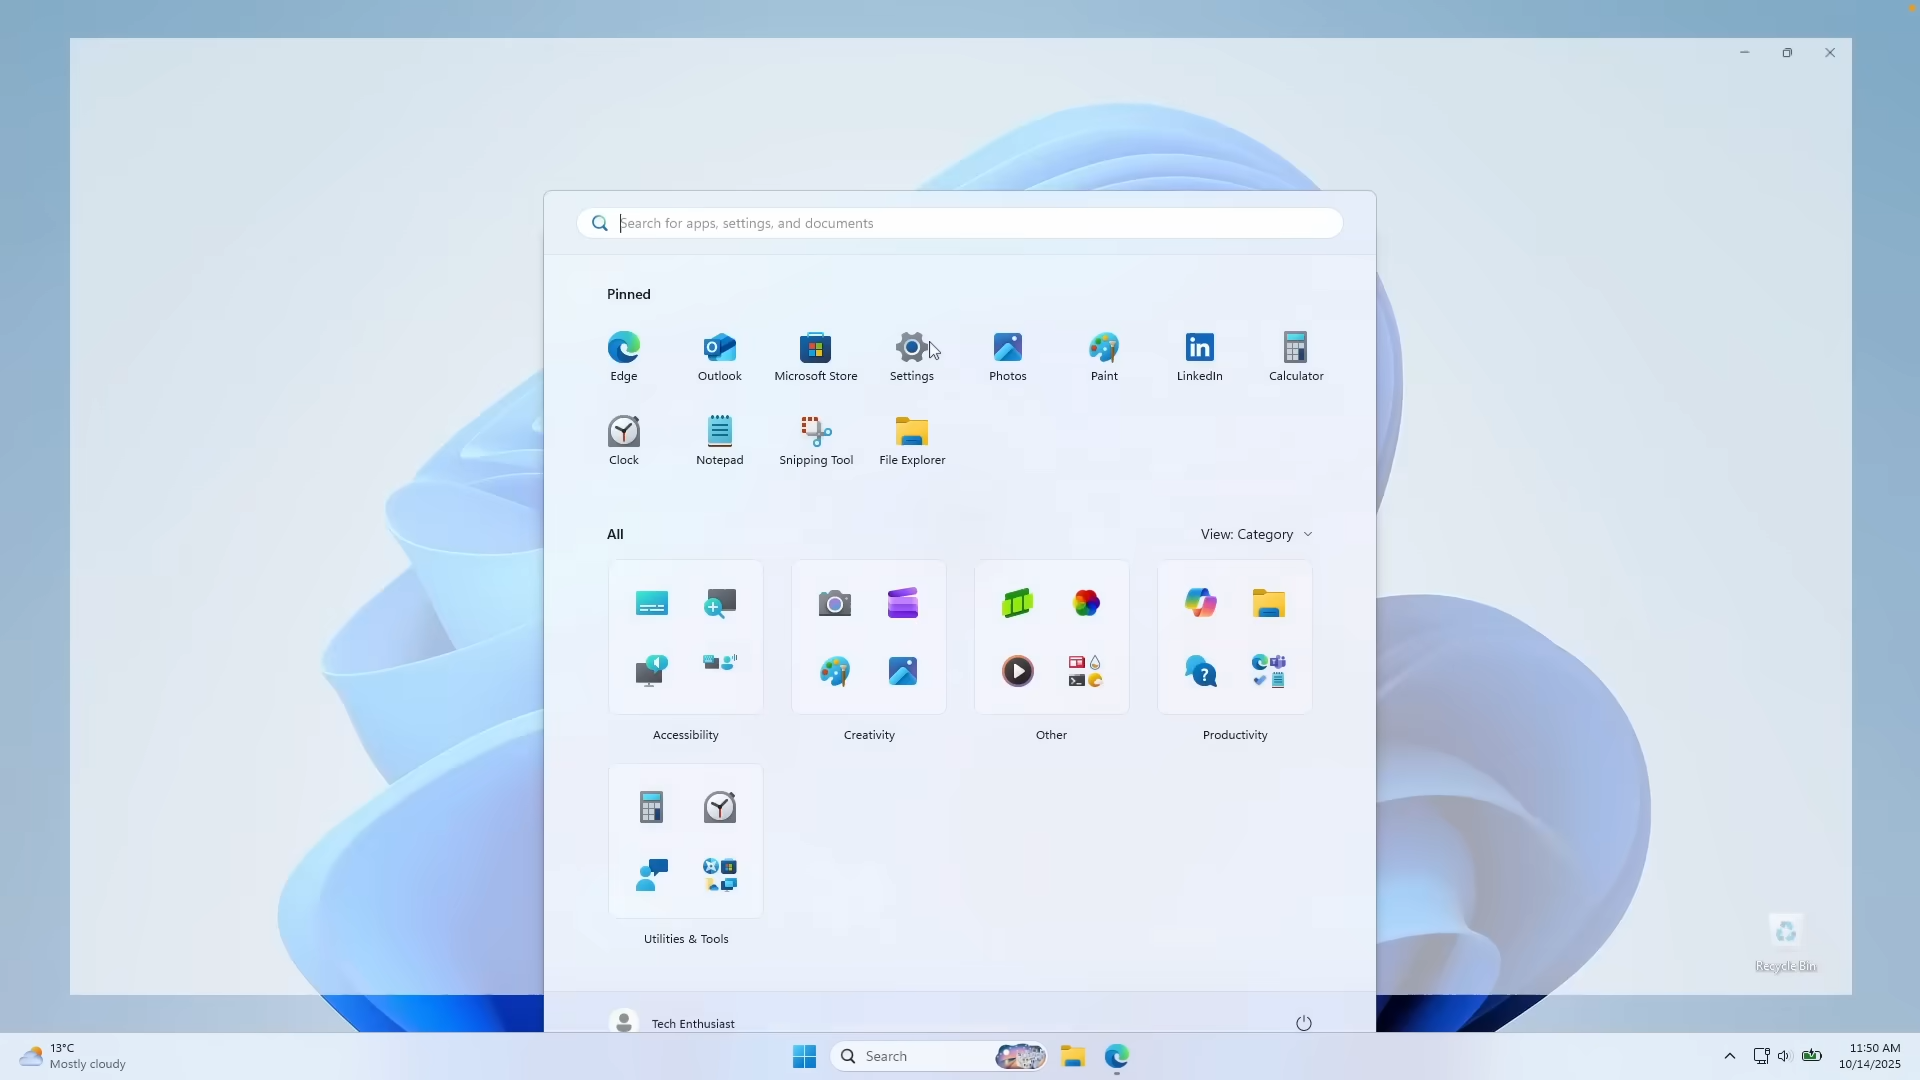 Search for apps, settings, and documents
Pinned
Edge
Outlook
Microsoft Store
Settings
Photos
Paint
LinkedIn
Calculator
Clock
Notepad
Snipping Tool
File Explorer
All
View: Category
Accessibility
Creativity
Other
Productivity
Utilities & Tools
Recycle Bin
Tech Enthusiast
13°C
Mostly cloudy
Search
11:50 AM
10/14/2025